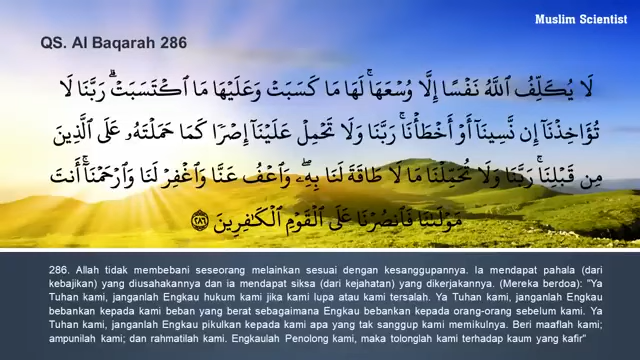 Muslim Scientist
QS. Al Baqarah 286
لَا يُكَلِّفُ ٱللَّهُ نَفۡسًا إِلَّا وُسۡعَهَاۚ لَهَا مَا كَسَبَتۡ وَعَلَيۡهَا مَا ٱكۡتَسَبَتۡۗ رَبَّنَا لَا
تُؤَاخِذۡنَآ إِن نَّسِينَآ أَوۡ أَخۡطَأۡنَاۚ رَبَّنَا وَلَا تَحۡمِلۡ عَلَيۡنَآ إِصۡرٗا كَمَا حَمَلۡتَهُۥ عَلَى ٱلَّذِينَ
مِن قَبۡلِنَاۚ رَبَّنَا وَلَا تُحَمِّلۡنَا مَا لَا طَاقَةَ لَنَا بِهِۦۖ وَٱعۡفُ عَنَّا وَٱغۡفِرۡ لَنَا وَٱرۡحَمۡنَآۚ أَنتَ
مَوۡلَىٰنَا فَٱنصُرۡنَا عَلَى ٱلۡقَوۡمِ ٱلۡكَٰفِرِينَ ٢٨٦
286. Allah tidak membebani seseorang melainkan sesuai dengan kesanggupannya. Ia mendapat pahala (dari
kebajikan) yang diusahakannya dan ia mendapat siksa (dari kejahatan) yang dikerjakannya. (Mereka berdoa): "Ya
Tuhan kami, janganlah Engkau hukum kami jika kami lupa atau kami tersalah. Ya Tuhan kami, janganlah Engkau
bebankan kepada kami beban yang berat sebagaimana Engkau bebankan kepada orang-orang sebelum kami. Ya
Tuhan kami, janganlah Engkau pikulkan kepada kami apa yang tak sanggup kami memikulnya. Beri maaflah kami;
ampunilah kami; dan rahmatilah kami. Engkaulah Penolong kami, maka tolonglah kami terhadap kaum yang kafir"